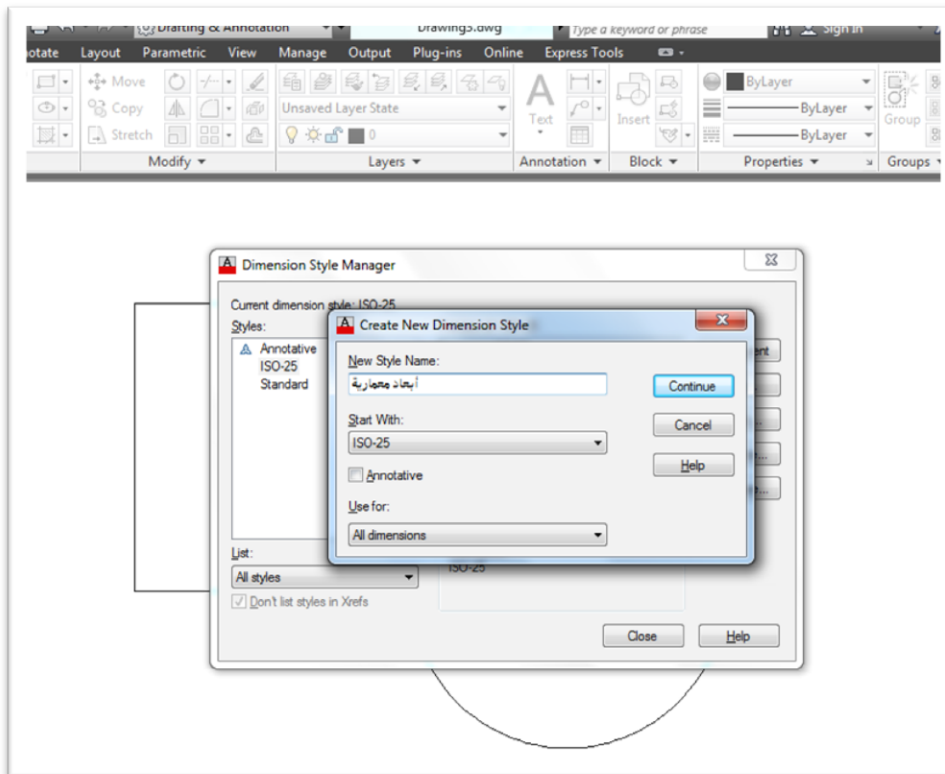 Drafting & Annotation
Drawing3.dwg
Type a keyword or phrase
Sign In
notate Layout Parametric View Manage Output Plug-ins Online Express Tools
Move
Copy
Stretch
Unsaved Layer State
0
Text
Insert
ByLayer
ByLayer
ByLayer
Group
Modify
Layers
Annotation
Block
Properties
Groups
Dimension Style Manager
Current dimension style: ISO-25
Styles:
Annotative
ISO-25
Standard
List:
All styles
Don't list styles in Xrefs
ISO-25
Close
Help
Create New Dimension Style
New Style Name:
أبعاد معمارية
Start With:
ISO-25
Annotative
Use for:
All dimensions
Continue
Cancel
Help